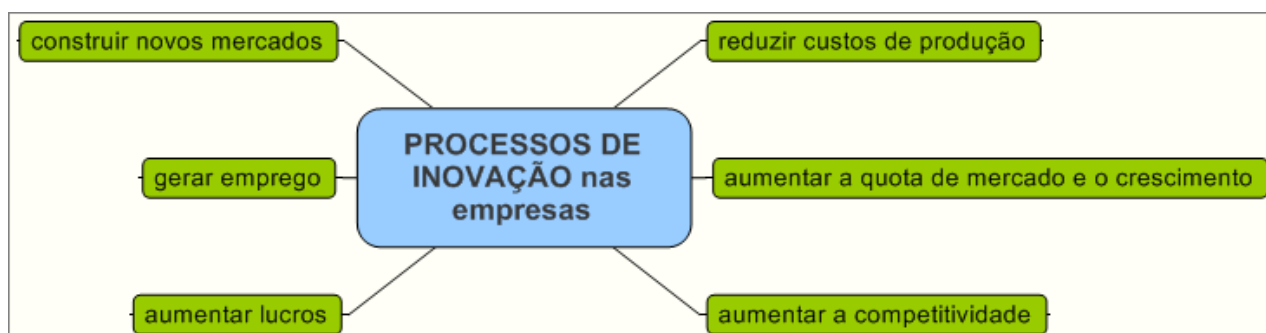 construir novos mercados
reduzir custos de produção
PROCESSOS DE
INOVAÇÃO nas
empresas
gerar emprego
aumentar a quota de mercado e o crescimento
aumentar lucros
aumentar a competitividade